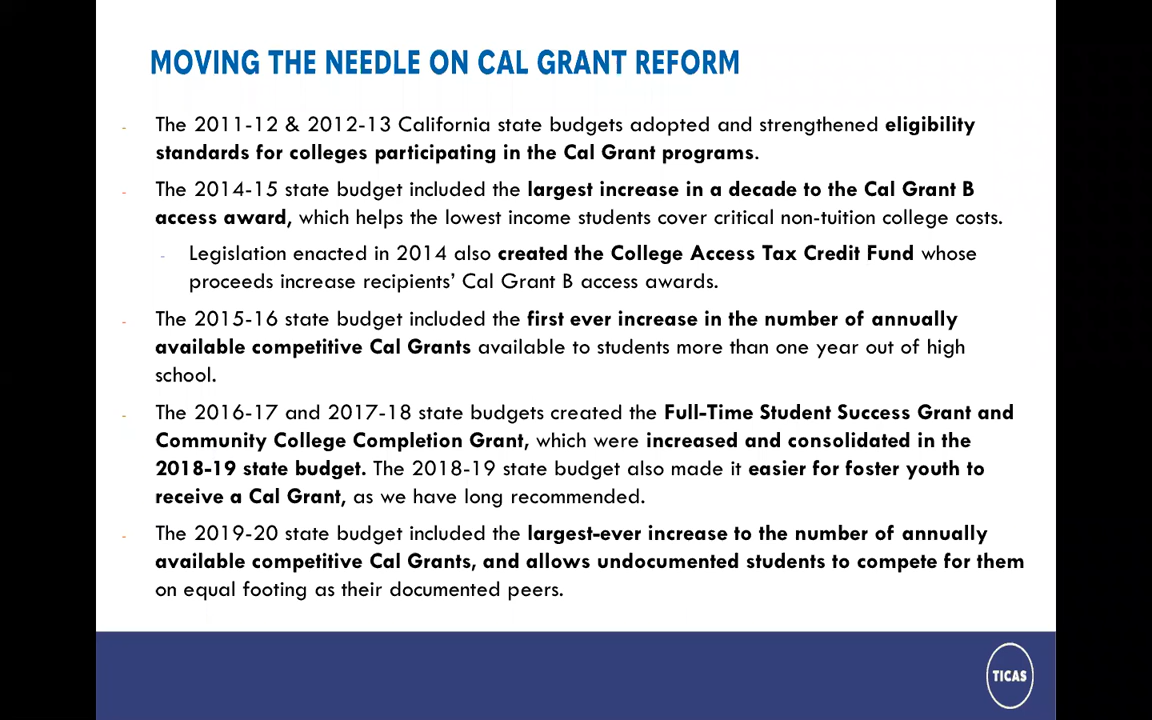 MOVING THE NEEDLE ON CAL GRANT REFORM
- The 2011-12 & 2012-13 California state budgets adopted and strengthened eligibility
standards for colleges participating in the Cal Grant programs.
- The 2014-15 state budget included the largest increase in a decade to the Cal Grant B
access award, which helps the lowest income students cover critical non-tuition college costs.
- Legislation enacted in 2014 also created the College Access Tax Credit Fund whose
proceeds increase recipients’ Cal Grant B access awards.
- The 2015-16 state budget included the first ever increase in the number of annually
available competitive Cal Grants available to students more than one year out of high
school.
- The 2016-17 and 2017-18 state budgets created the Full-Time Student Success Grant and
Community College Completion Grant, which were increased and consolidated in the
2018-19 state budget. The 2018-19 state budget also made it easier for foster youth to
receive a Cal Grant, as we have long recommended.
- The 2019-20 state budget included the largest-ever increase to the number of annually
available competitive Cal Grants, and allows undocumented students to compete for them
on equal footing as their documented peers.
TICAS